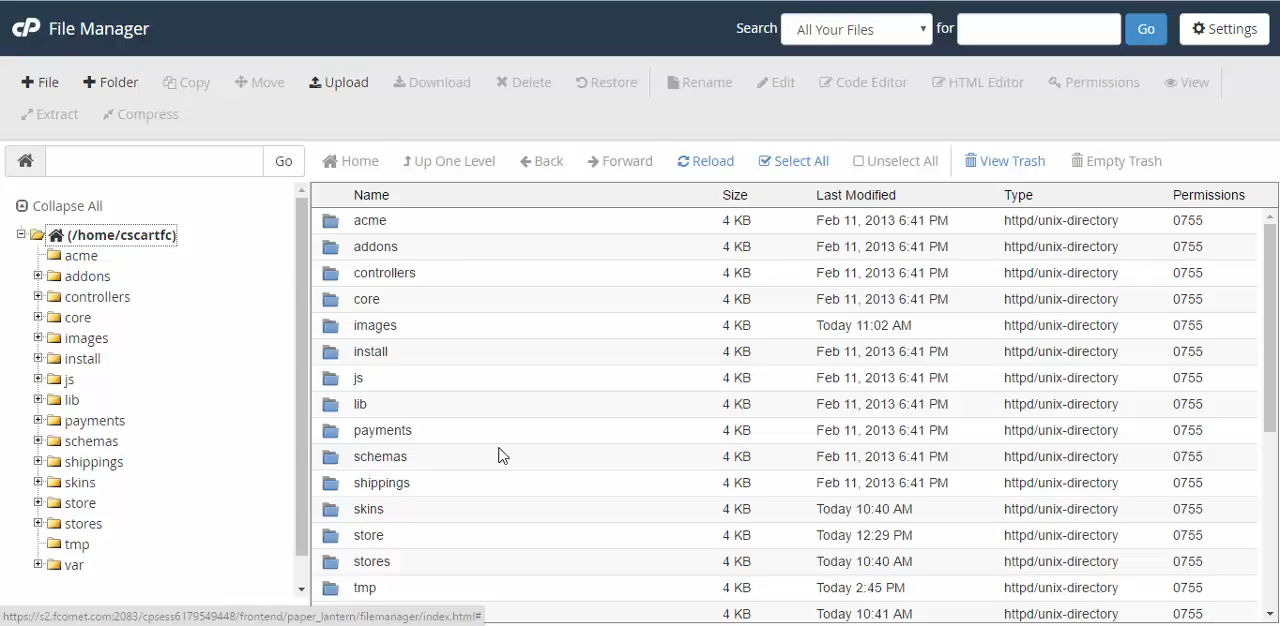 cP File Manager
Search All Your Files for Go Settings
File Folder Copy Move Upload Download Delete Restore Rename Edit Code Editor HTML Editor Permissions View
Extract Compress
Go Home Up One Level Back Forward Reload Select All Unselect All View Trash Empty Trash
Collapse All
(/home/cscartfc)
acme
addons
controllers
core
images
install
js
lib
payments
schemas
shippings
skins
store
stores
tmp
var
Name Size Last Modified Type Permissions
acme 4 KB Feb 11, 2013 6:41 PM httpd/unix-directory 0755
addons 4 KB Feb 11, 2013 6:41 PM httpd/unix-directory 0755
controllers 4 KB Feb 11, 2013 6:41 PM httpd/unix-directory 0755
core 4 KB Feb 11, 2013 6:41 PM httpd/unix-directory 0755
images 4 KB Today 11:02 AM httpd/unix-directory 0755
install 4 KB Feb 11, 2013 6:41 PM httpd/unix-directory 0755
js 4 KB Feb 11, 2013 6:41 PM httpd/unix-directory 0755
lib 4 KB Feb 11, 2013 6:41 PM httpd/unix-directory 0755
payments 4 KB Feb 11, 2013 6:41 PM httpd/unix-directory 0755
schemas 4 KB Feb 11, 2013 6:41 PM httpd/unix-directory 0755
shippings 4 KB Feb 11, 2013 6:41 PM httpd/unix-directory 0755
skins 4 KB Today 10:40 AM httpd/unix-directory 0755
store 4 KB Today 12:29 PM httpd/unix-directory 0755
stores 4 KB Today 10:40 AM httpd/unix-directory 0755
tmp 4 KB Today 2:45 PM httpd/unix-directory 0755
4 KB Today 10:41 AM httpd/unix-directory 0755
https://s2.fcomet.com:2083/cpsess6179549448/frontend/paper_lantern/filemanager/index.html#